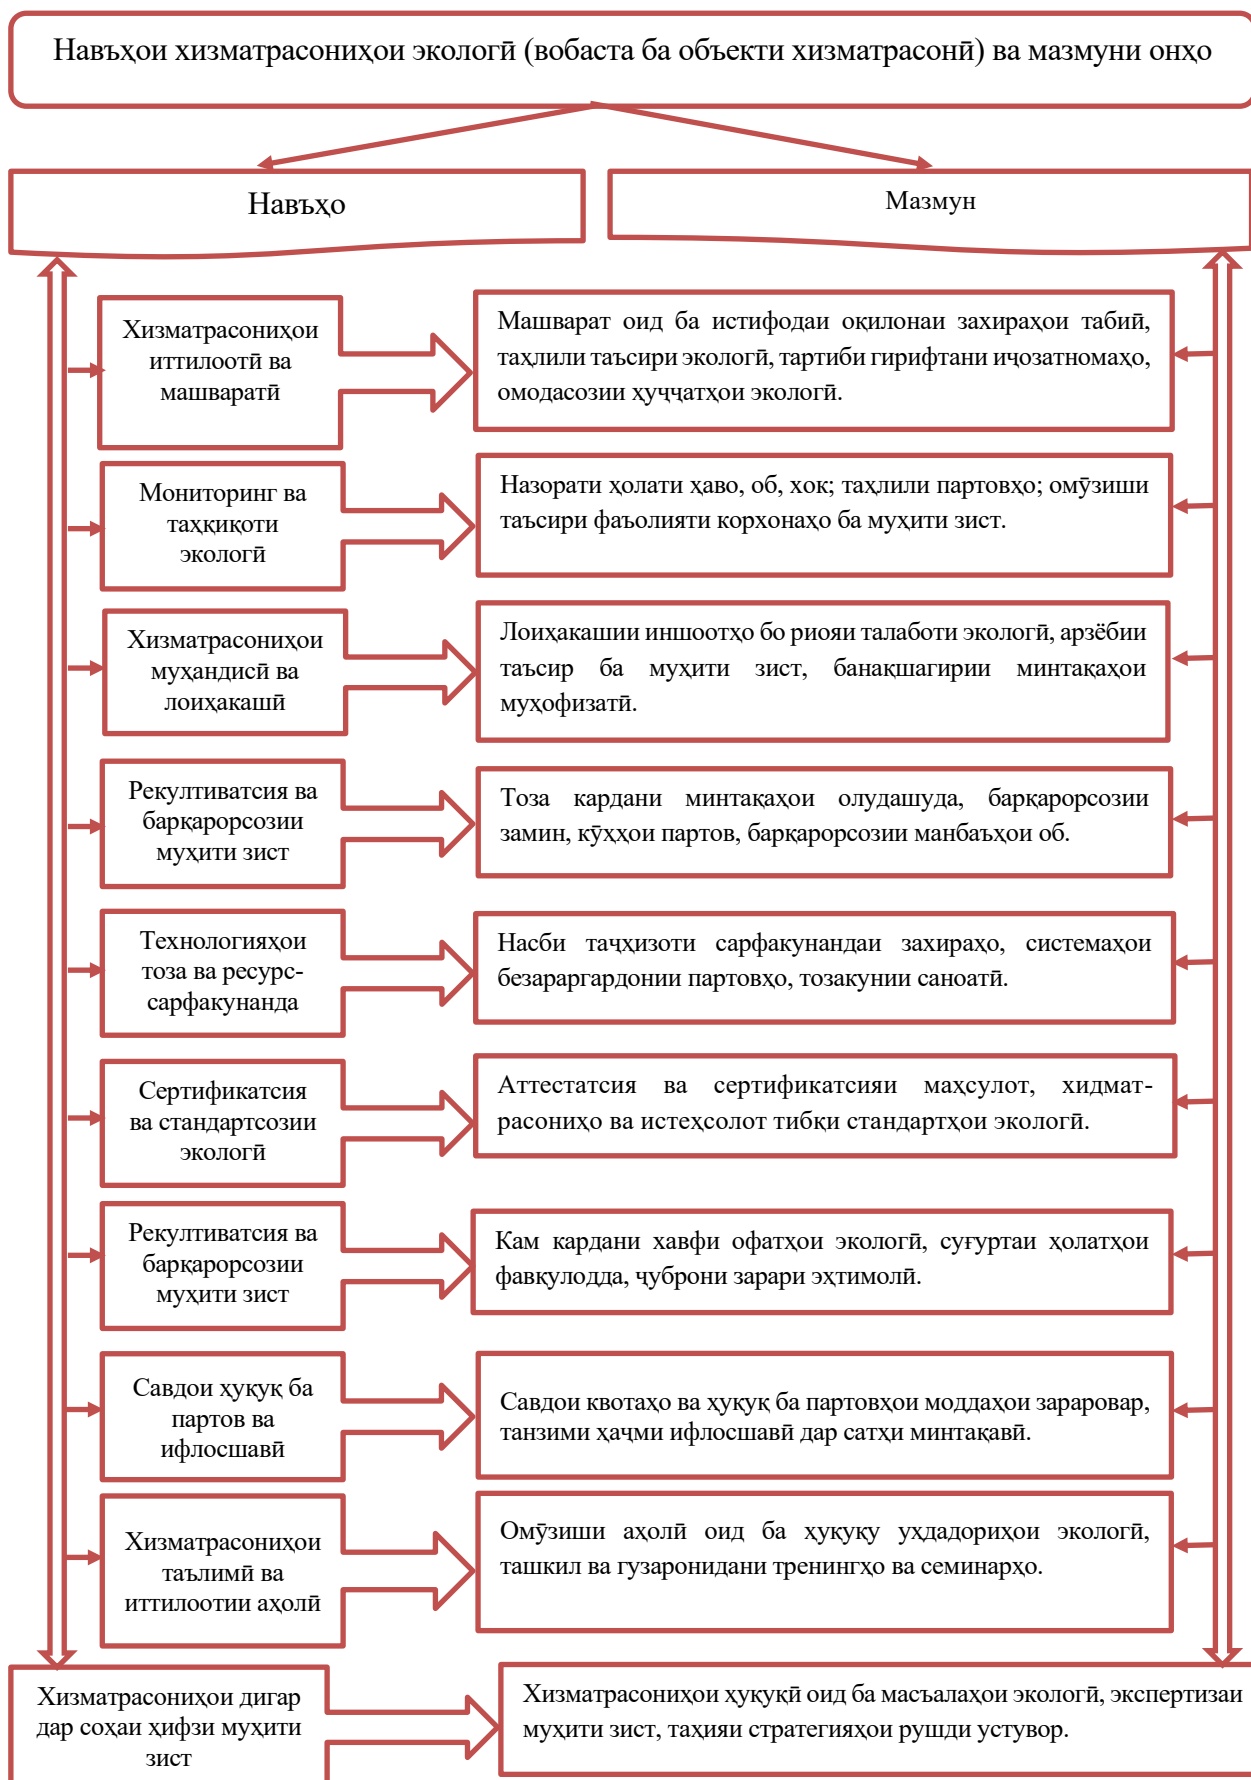 Навъҳои хизматрасониҳои экологӣ (вобаста ба объекти хизматрасонӣ) ва мазмуни онҳо
Навъҳо
Мазмун
Хизматрасониҳои
иттилоотӣ ва
машваратӣ
Машварат оид ба истифодаи оқилонаи захираҳои табиӣ,
таҳлили таъсири экологӣ, тартиби гирифтани иҷозатномаҳо,
омодасозии ҳуҷҷатҳои экологӣ.
Мониторинг ва
таҳқиқоти
экологӣ
Назорати ҳолати ҳаво, об, хок; таҳлили партовҳо; омӯзиши
таъсири фаъолияти корхонаҳо ба муҳити зист.
Хизматрасониҳои
муҳандисӣ ва
лоиҳакашӣ
Лоиҳакашии иншоотҳо бо риояи талаботи экологӣ, арзёбии
таъсир ба муҳити зист, банақшагирии минтақаҳои
муҳофизатӣ.
Рекултиватсия ва
барқарорсозии
муҳити зист
Тоза кардани минтақаҳои олудашуда, барқарорсозии
замин, кӯҳҳои партов, барқарорсозии манбаъҳои об.
Технологияҳои
тоза ва ресурс-
сарфакунанда
Насби таҷҳизоти сарфакунандаи захираҳо, системаҳои
безараргардонии партовҳо, тозакунии саноатӣ.
Сертификатсия
ва стандартсозии
экологӣ
Аттестатсия ва сертификатсияи маҳсулот, хидмат-
расониҳо ва истеҳсолот тибқи стандартҳои экологӣ.
Рекултиватсия ва
барқарорсозии
муҳити зист
Кам кардани хавфи офатҳои экологӣ, суғуртаи ҳолатҳои
фавқулодда, ҷуброни зарари эҳтимолӣ.
Савдои ҳуқуқ ба
партов ва
ифлосшавӣ
Савдои квотаҳо ва ҳуқуқ ба партовҳои моддаҳои зараровар,
танзими ҳаҷми ифлосшавӣ дар сатҳи минтақавӣ.
Хизматрасониҳои
таълимӣ ва
иттилоотии аҳолӣ
Омӯзиши аҳолӣ оид ба ҳуқуқу уҳдадориҳои экологӣ,
ташкил ва гузаронидани тренингҳо ва семинарҳо.
Хизматрасониҳои дигар
дар соҳаи ҳифзи муҳити
зист
Хизматрасониҳои ҳуқуқӣ оид ба масъалаҳои экологӣ, экспертизаи
муҳити зист, таҳияи стратегияҳои рушди устувор.